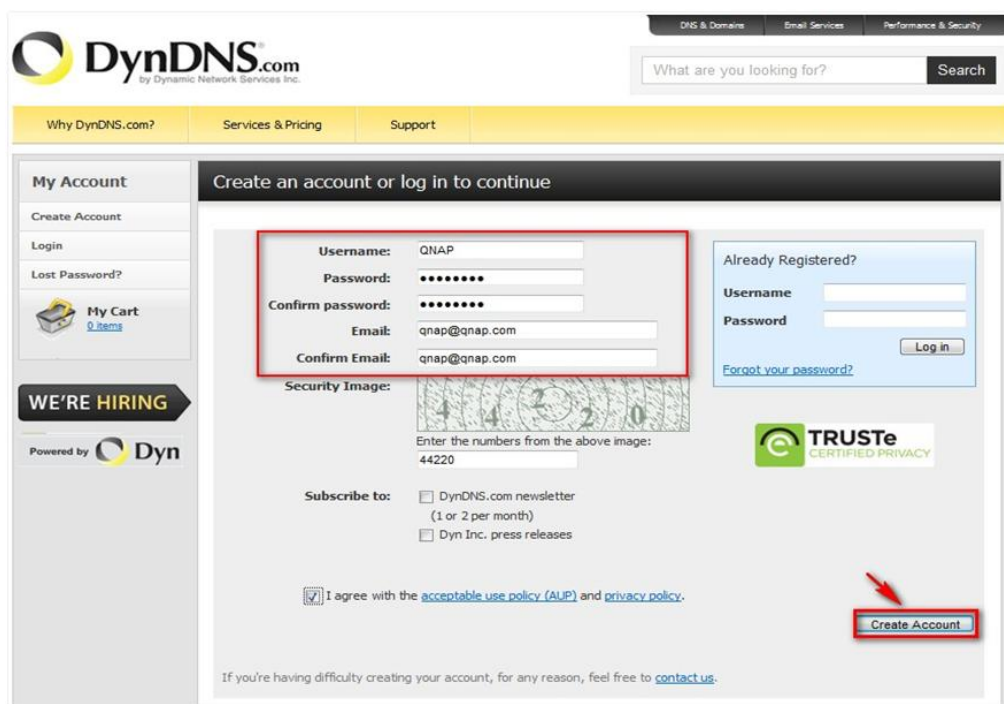 DNS & Domains Email Services Performance & Security
DynDNS.com
by Dynamic Network Services Inc.
What are you looking for? Search
Why DynDNS.com? Services & Pricing Support
My Account
Create Account
Login
Lost Password?
My Cart
0 items
WE'RE HIRING
Powered by Dyn
Create an account or log in to continue
Username: QNAP
Password: ••••••••
Confirm password: ••••••••
Email: qnap@qnap.com
Confirm Email: qnap@qnap.com
Security Image: 4 4 2 2 0
Enter the numbers from the above image:
44220
Subscribe to: DynDNS.com newsletter
(1 or 2 per month)
Dyn Inc. press releases
I agree with the acceptable use policy (AUP) and privacy policy.
Already Registered?
Username
Password
Log in
Forgot your password?
TRUSTe
CERTIFIED PRIVACY
Create Account
If you're having difficulty creating your account, for any reason, feel free to contact us.